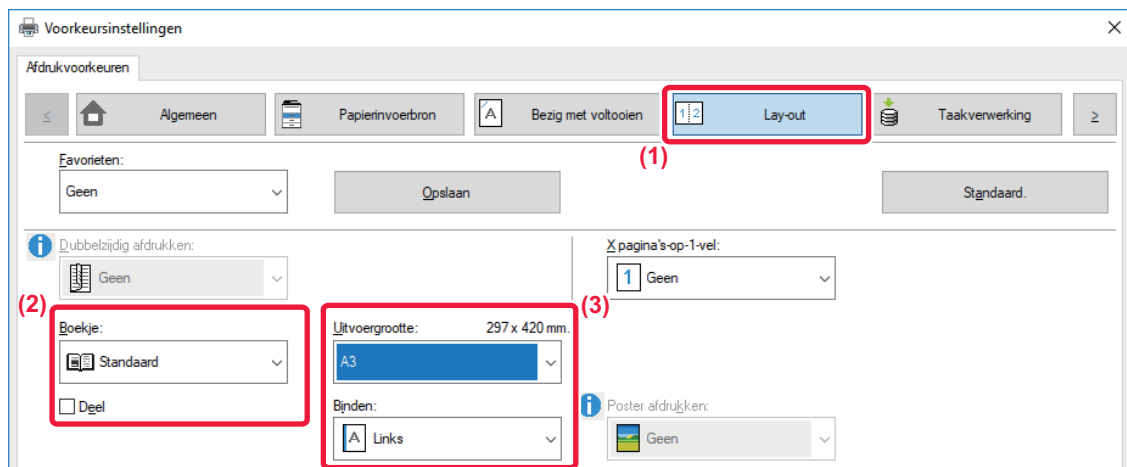 Voorkeursinstellingen
Afdrukvoorkeuren
< Algemeen Papierinvoerbron A Bezig met voltooien 1 2 Lay-out Taakverwerking >
(1)
Favorieten:
Geen Opslaan Standaard.
Dubbelzijdig afdrukken: X pagina's-op-1-vel:
Geen 1 Geen
(2) (3)
Boekje: Uitvoergrootte: 297 x 420 mm.
Standaard A3
Deel Binden: Poster afdrukken:
A Links Geen